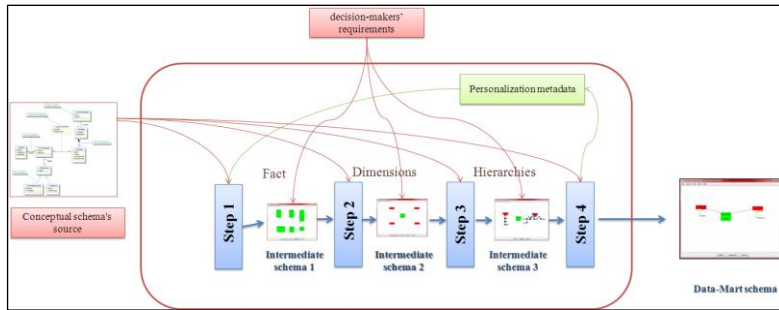 decision-makers'
requirements
Personalization metadata
Fact
Dimensions
Hierarchies
Step 1
Step 2
Step 3
Step 4
Conceptual schema's
source
Intermediate
schema 1
Intermediate
schema 2
Intermediate
schema 3
Data-Mart schema